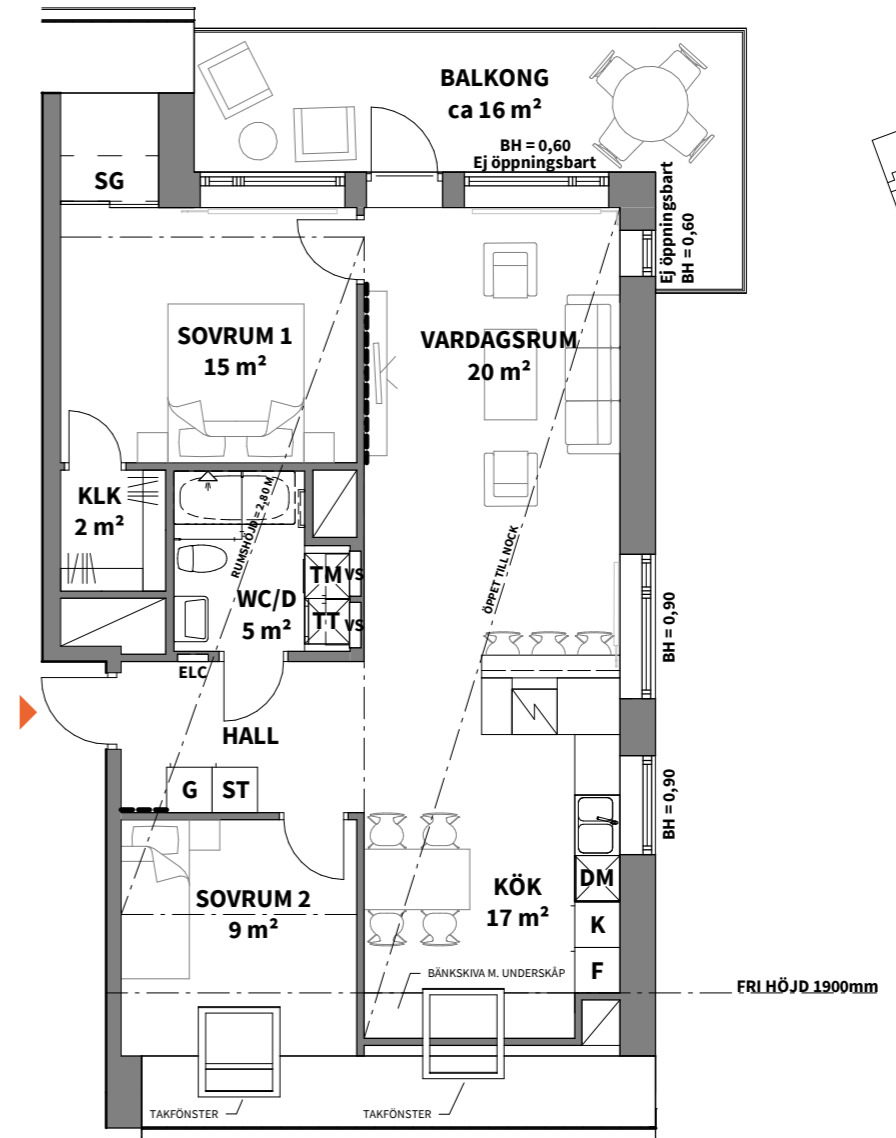 BALKONG
ca 16 m²
BH = 0,60
Ej öppningsbart
Ej öppningsbart
BH = 0,60
SG
SOVRUM 1
15 m²
VARDAGSRUM
20 m²
KLK
2 m²
RUMSHÖJD = 2,80 M
ÖPPET TILL NOCK
WC/D
5 m²
TM
VS
TT
VS
BH = 0,90
ELC
HALL
G
ST
BH = 0,90
SOVRUM 2
9 m²
KÖK
17 m²
DM
K
F
BÄNKSKIVA M. UNDERSKÅP
FRI HÖJD 1900mm
TAKFÖNSTER
TAKFÖNSTER